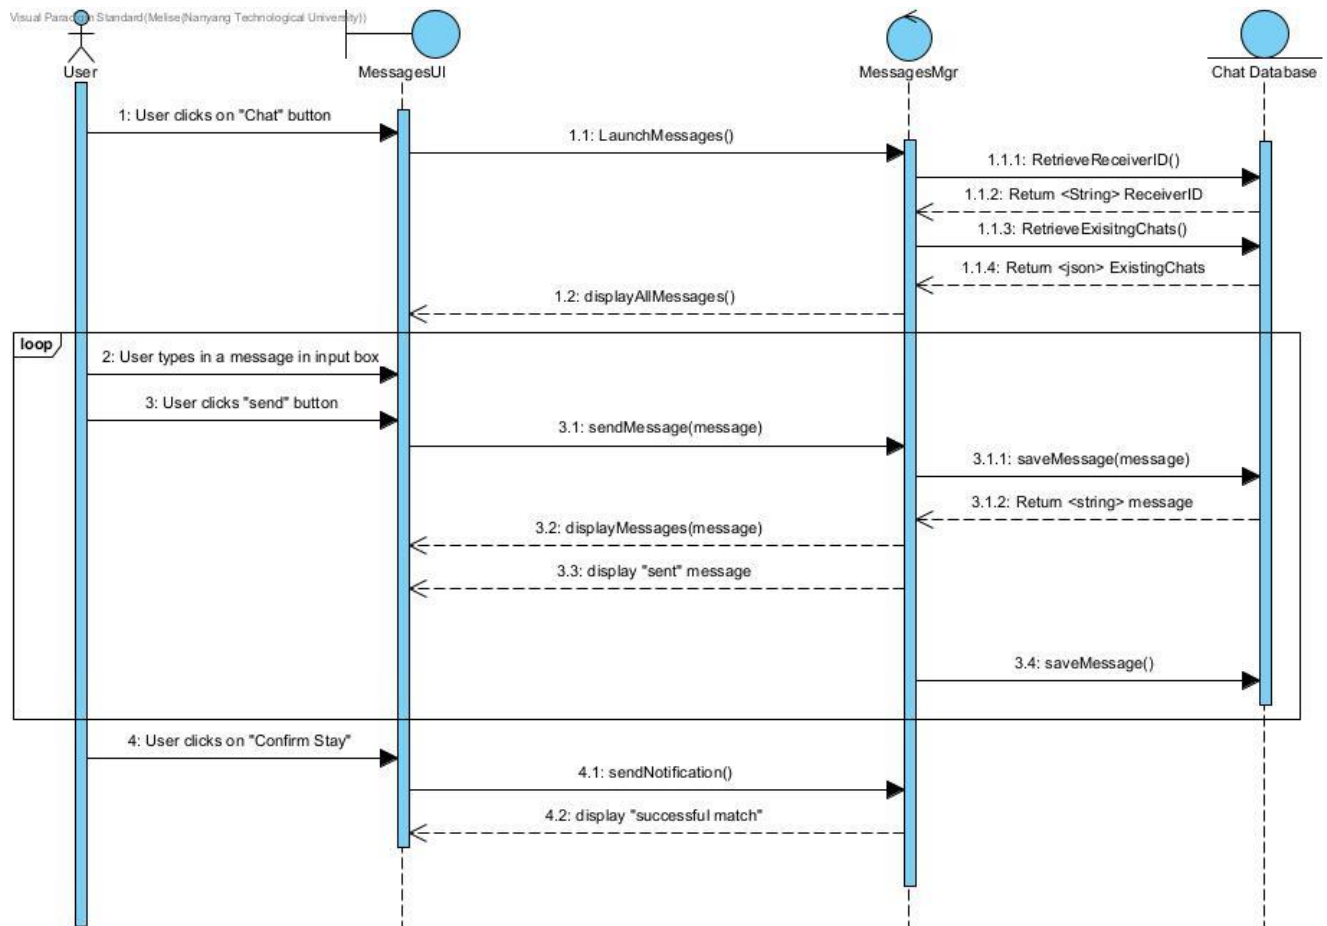 Visual Paradigm Standard(Melise(Nanyang Technological University))
User
MessagesUI
MessagesMgr
Chat Database
1: User clicks on "Chat" button
1.1: LaunchMessages()
1.1.1: RetrieveReceiverID()
1.1.2: Return <String> ReceiverID
1.1.3: RetrieveExisitngChats()
1.1.4: Return <json> ExistingChats
1.2: displayAllMessages()
loop
2: User types in a message in input box
3: User clicks "send" button
3.1: sendMessage(message)
3.1.1: saveMessage(message)
3.1.2: Return <string> message
3.2: displayMessages(message)
3.3: display "sent" message
3.4: saveMessage()
4: User clicks on "Confirm Stay"
4.1: sendNotification()
4.2: display "successful match"